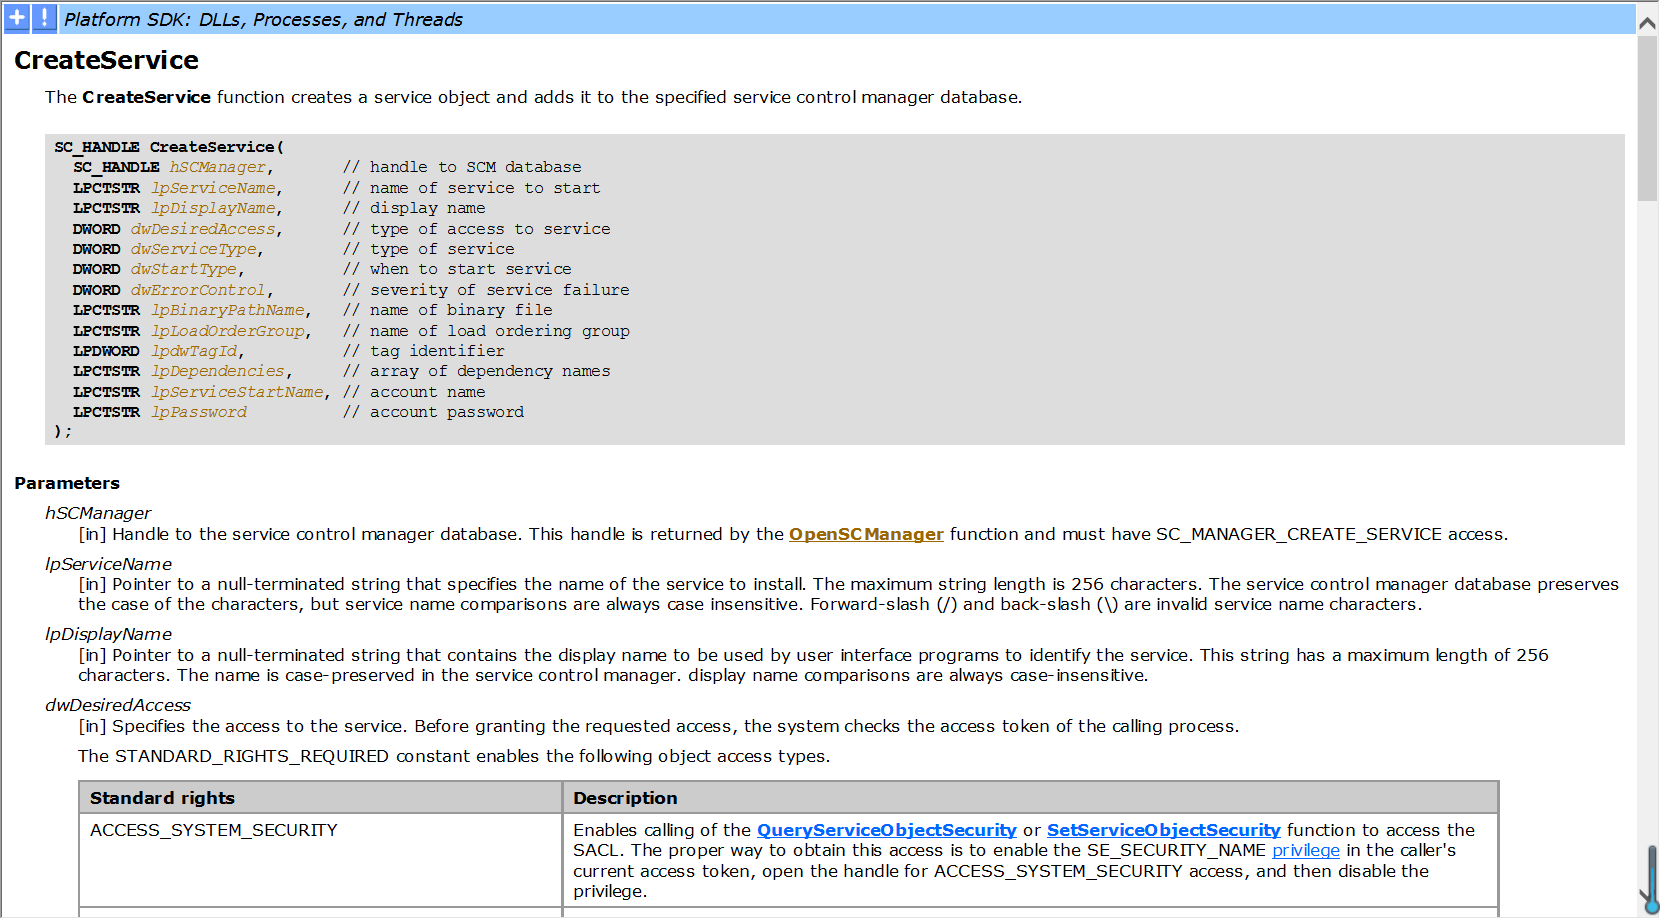 Platform SDK: DLLs, Processes, and Threads
CreateService
The CreateService function creates a service object and adds it to the specified service control manager database.
SC_HANDLE CreateService(
  SC_HANDLE hSCManager,       // handle to SCM database
  LPCTSTR lpServiceName,      // name of service to start
  LPCTSTR lpDisplayName,      // display name
  DWORD dwDesiredAccess,      // type of access to service
  DWORD dwServiceType,        // type of service
  DWORD dwStartType,          // when to start service
  DWORD dwErrorControl,       // severity of service failure
  LPCTSTR lpBinaryPathName,   // name of binary file
  LPCTSTR lpLoadOrderGroup,   // name of load ordering group
  LPDWORD lpdwTagId,          // tag identifier
  LPCTSTR lpDependencies,     // array of dependency names
  LPCTSTR lpServiceStartName, // account name
  LPCTSTR lpPassword          // account password
);
Parameters
hSCManager
[in] Handle to the service control manager database. This handle is returned by the OpenSCManager function and must have SC_MANAGER_CREATE_SERVICE access.
lpServiceName
[in] Pointer to a null-terminated string that specifies the name of the service to install. The maximum string length is 256 characters. The service control manager database preserves
the case of the characters, but service name comparisons are always case insensitive. Forward-slash (/) and back-slash (\) are invalid service name characters.
lpDisplayName
[in] Pointer to a null-terminated string that contains the display name to be used by user interface programs to identify the service. This string has a maximum length of 256
characters. The name is case-preserved in the service control manager. display name comparisons are always case-insensitive.
dwDesiredAccess
[in] Specifies the access to the service. Before granting the requested access, the system checks the access token of the calling process.
The STANDARD_RIGHTS_REQUIRED constant enables the following object access types.
Standard rights Description
ACCESS_SYSTEM_SECURITY Enables calling of the QueryServiceObjectSecurity or SetServiceObjectSecurity function to access the
SACL. The proper way to obtain this access is to enable the SE_SECURITY_NAME privilege in the caller's
current access token, open the handle for ACCESS_SYSTEM_SECURITY access, and then disable the
privilege.